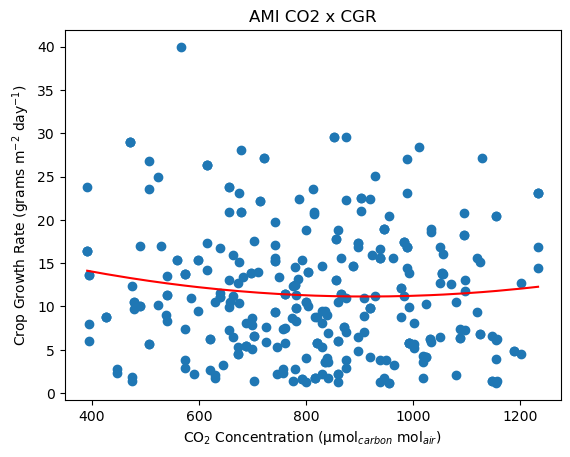 AMI CO2 x CGR
Crop Growth Rate (grams m⁻² day⁻¹)
40
35
30
25
20
15
10
5
0
400 600 800 1000 1200
CO₂ Concentration (μmol_carbon mol_air)